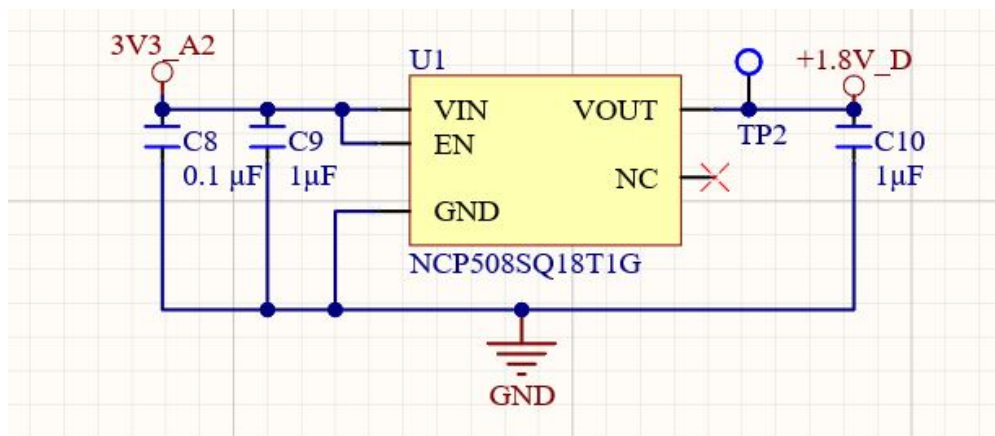 3V3_A2
U1
+1.8V_D
VIN
VOUT
EN
TP2
C8
C9
C10
0.1 µF
1µF
1µF
NC
GND
NCP508SQ18T1G
GND